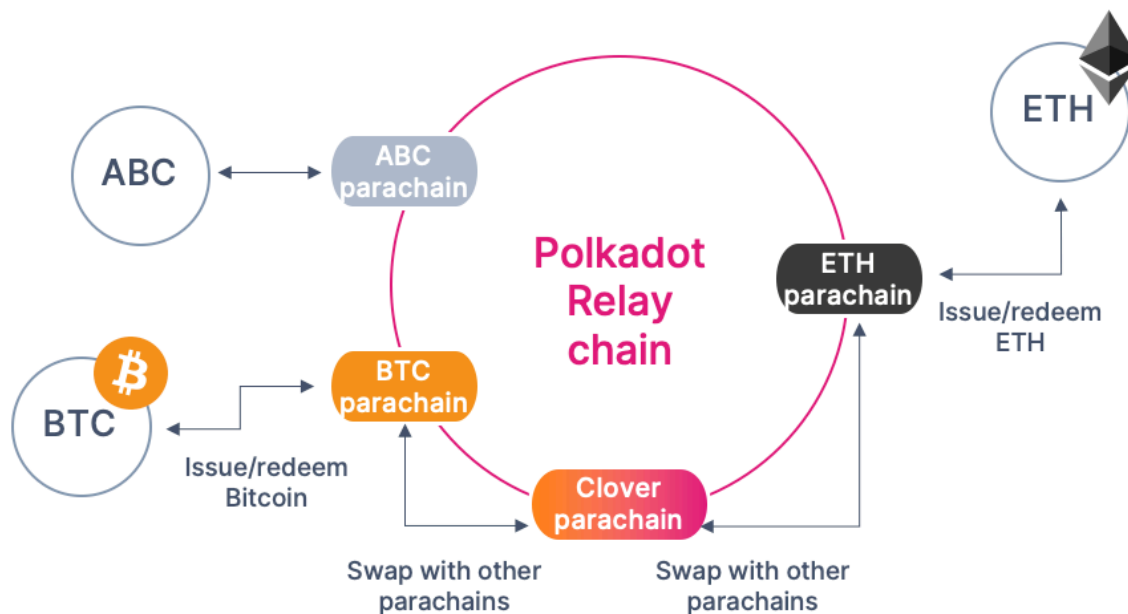 ABC
ABC
parachain
ETH
Polkadot
Relay
chain
ETH
parachain
Issue/redeem
ETH
BTC
BTC
parachain
Issue/redeem
Bitcoin
Clover
parachain
Swap with other
parachains
Swap with other
parachains